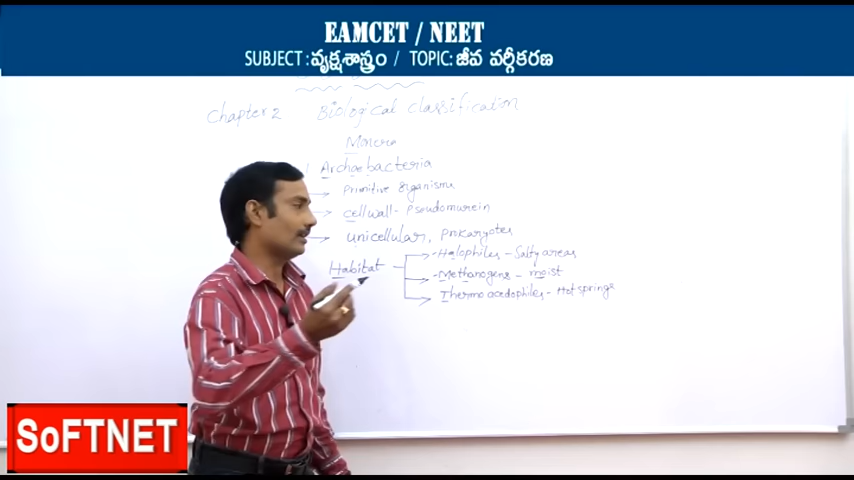 EAMCET / NEET
SUBJECT : వృక్షశాస్త్రం / TOPIC: జీవ వర్గీకరణ
Chapter 2 Biological classification
Monera
Archaebacteria
Primitive organisms
cellwall - Pseudomurein
unicellular, prokaryotes
Habitat
- Halophiles - Salty areas
- Methanogens - moist
Thermoacedophiles - Hot springs
SoFTNET